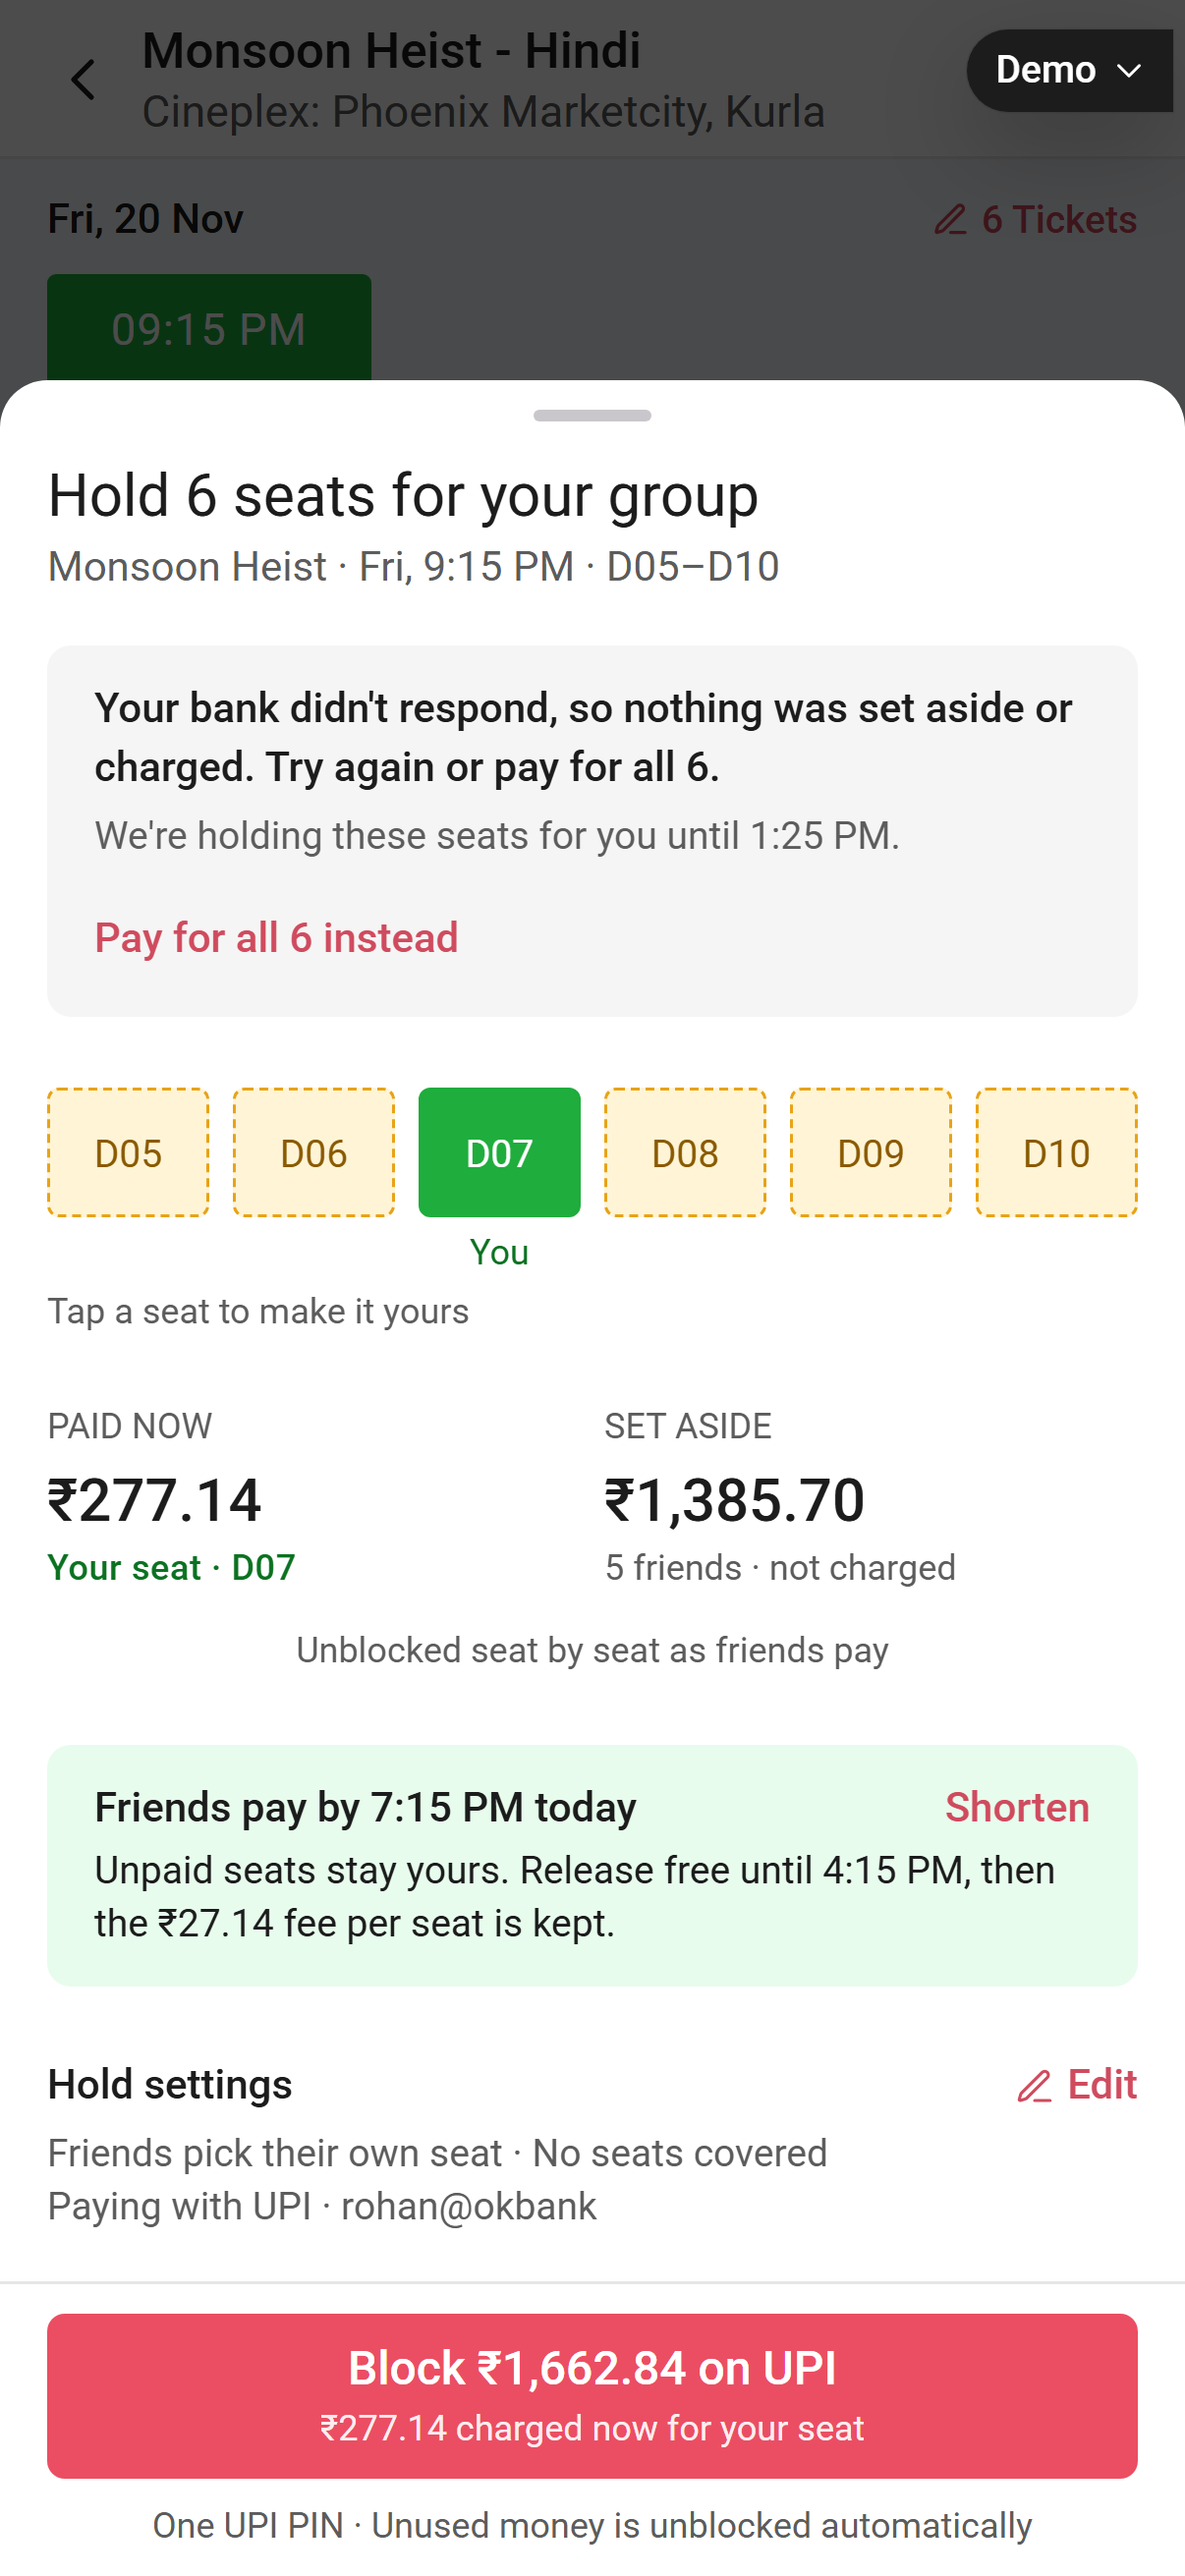 Monsoon Heist - Hindi
Cineplex: Phoenix Marketcity, Kurla
Demo
Fri, 20 Nov
6 Tickets
09:15 PM
Hold 6 seats for your group
Monsoon Heist · Fri, 9:15 PM · D05–D10
Your bank didn't respond, so nothing was set aside or
charged. Try again or pay for all 6.
We're holding these seats for you until 1:25 PM.
Pay for all 6 instead
D05 D06 D07 D08 D09 D10
You
Tap a seat to make it yours
PAID NOW SET ASIDE
₹277.14 ₹1,385.70
Your seat · D07 5 friends · not charged
Unblocked seat by seat as friends pay
Friends pay by 7:15 PM today Shorten
Unpaid seats stay yours. Release free until 4:15 PM, then
the ₹27.14 fee per seat is kept.
Hold settings Edit
Friends pick their own seat · No seats covered
Paying with UPI · rohan@okbank
Block ₹1,662.84 on UPI
₹277.14 charged now for your seat
One UPI PIN · Unused money is unblocked automatically